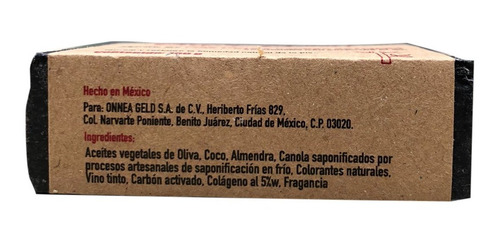 Hecho en México
Para: ONNEA GELD S.A. de C.V., Heriberto Frías 829,
Col. Narvarte Poniente, Benito Juárez, Ciudad de México, C.P. 03020.
Ingredientes:
Aceites vegetales de Oliva, Coco, Almendra, Canola saponificados por
procesos artesanales de saponificación en frío, Colorantes naturales.
Vino tinto, Carbón activado, Colágeno al 5%w, Fragancia